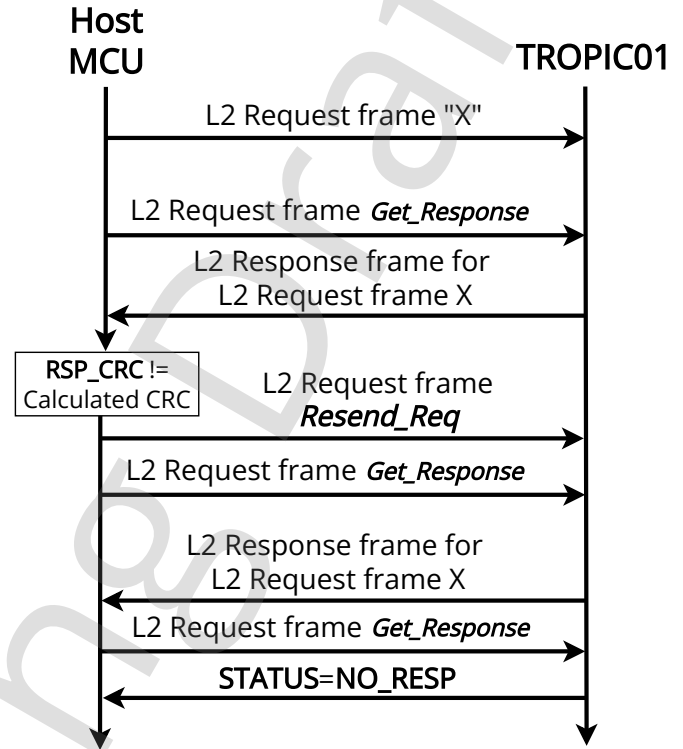 Host
MCU
TROPIC01
L2 Request frame "X"
L2 Request frame Get_Response
L2 Response frame for
L2 Request frame X
RSP_CRC !=
Calculated CRC
L2 Request frame
Resend_Req
L2 Request frame Get_Response
L2 Response frame for
L2 Request frame X
L2 Request frame Get_Response
STATUS=NO_RESP